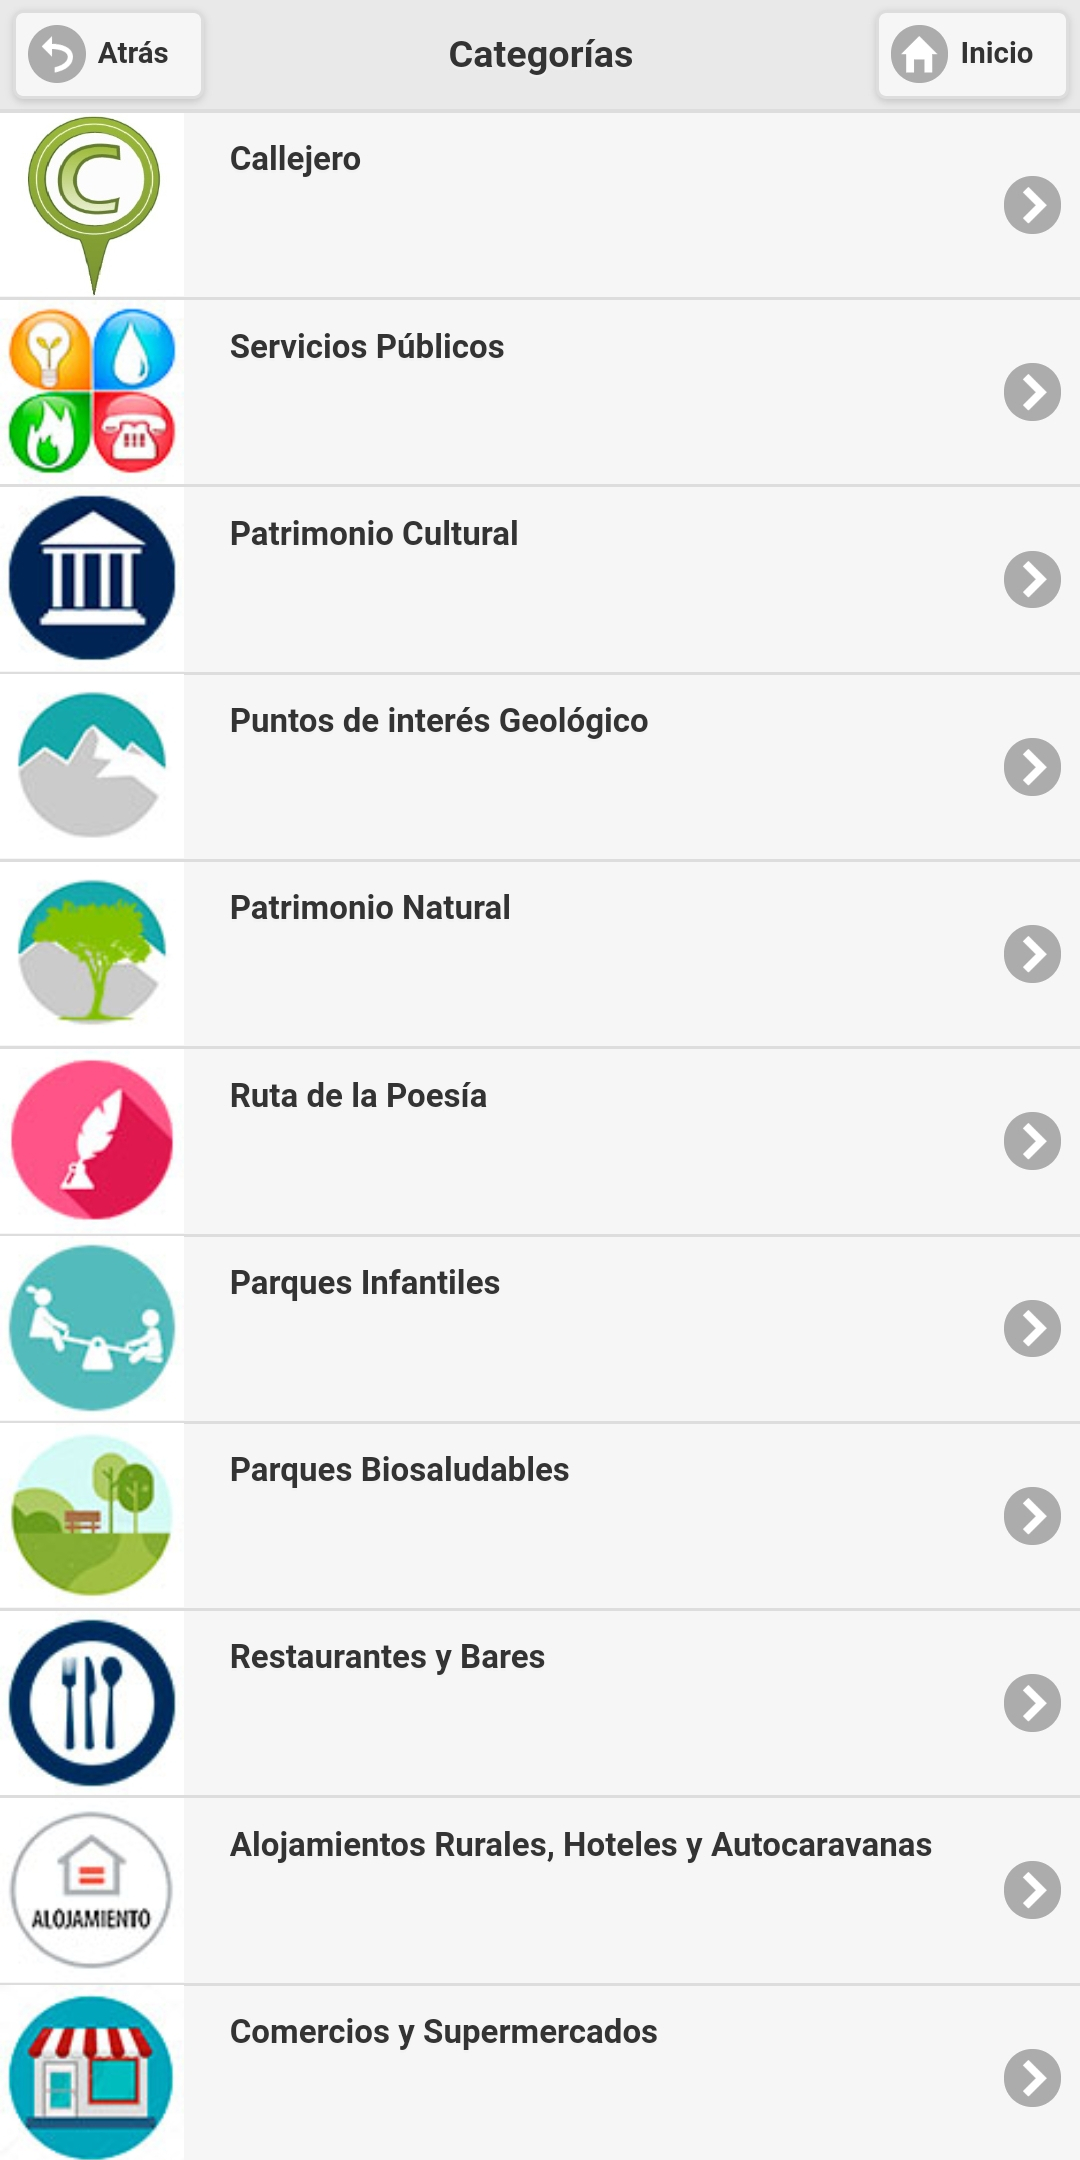 Atrás
Categorías
Inicio
C
Callejero
Servicios Públicos
Patrimonio Cultural
Puntos de interés Geológico
Patrimonio Natural
Ruta de la Poesía
Parques Infantiles
Parques Biosaludables
Restaurantes y Bares
Alojamientos Rurales, Hoteles y Autocaravanas
ALOJAMIENTO
Comercios y Supermercados